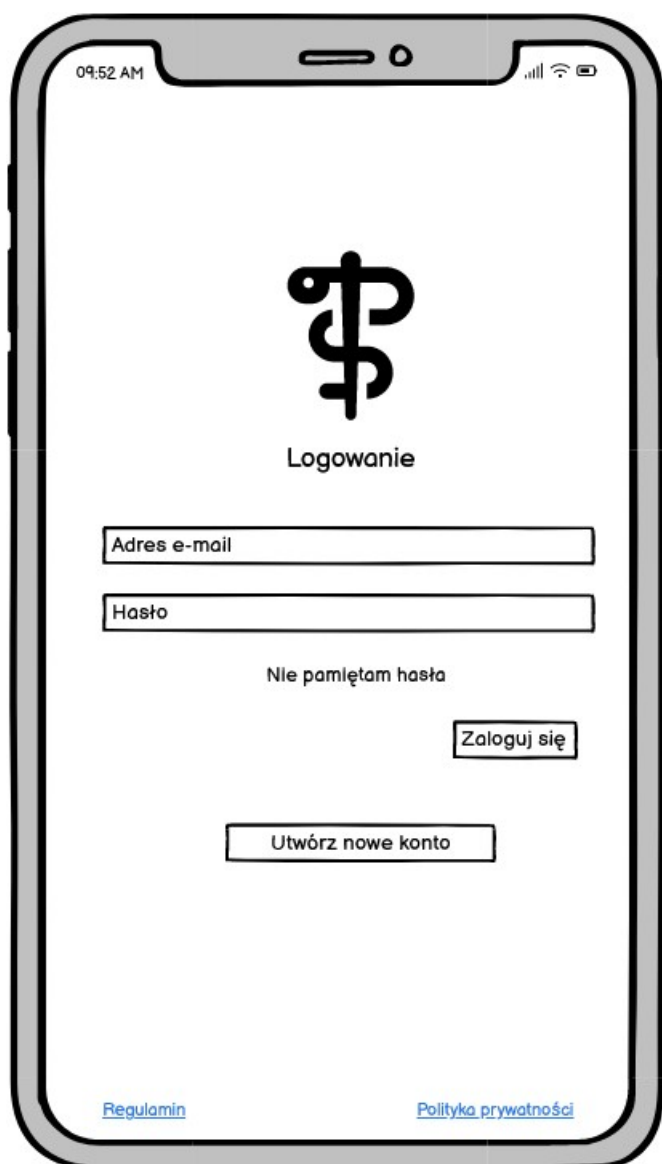 09:52 AM
Logowanie
Adres e-mail
Hasło
Nie pamiętam hasła
Zaloguj się
Utwórz nowe konto
Regulamin Polityka prywatności